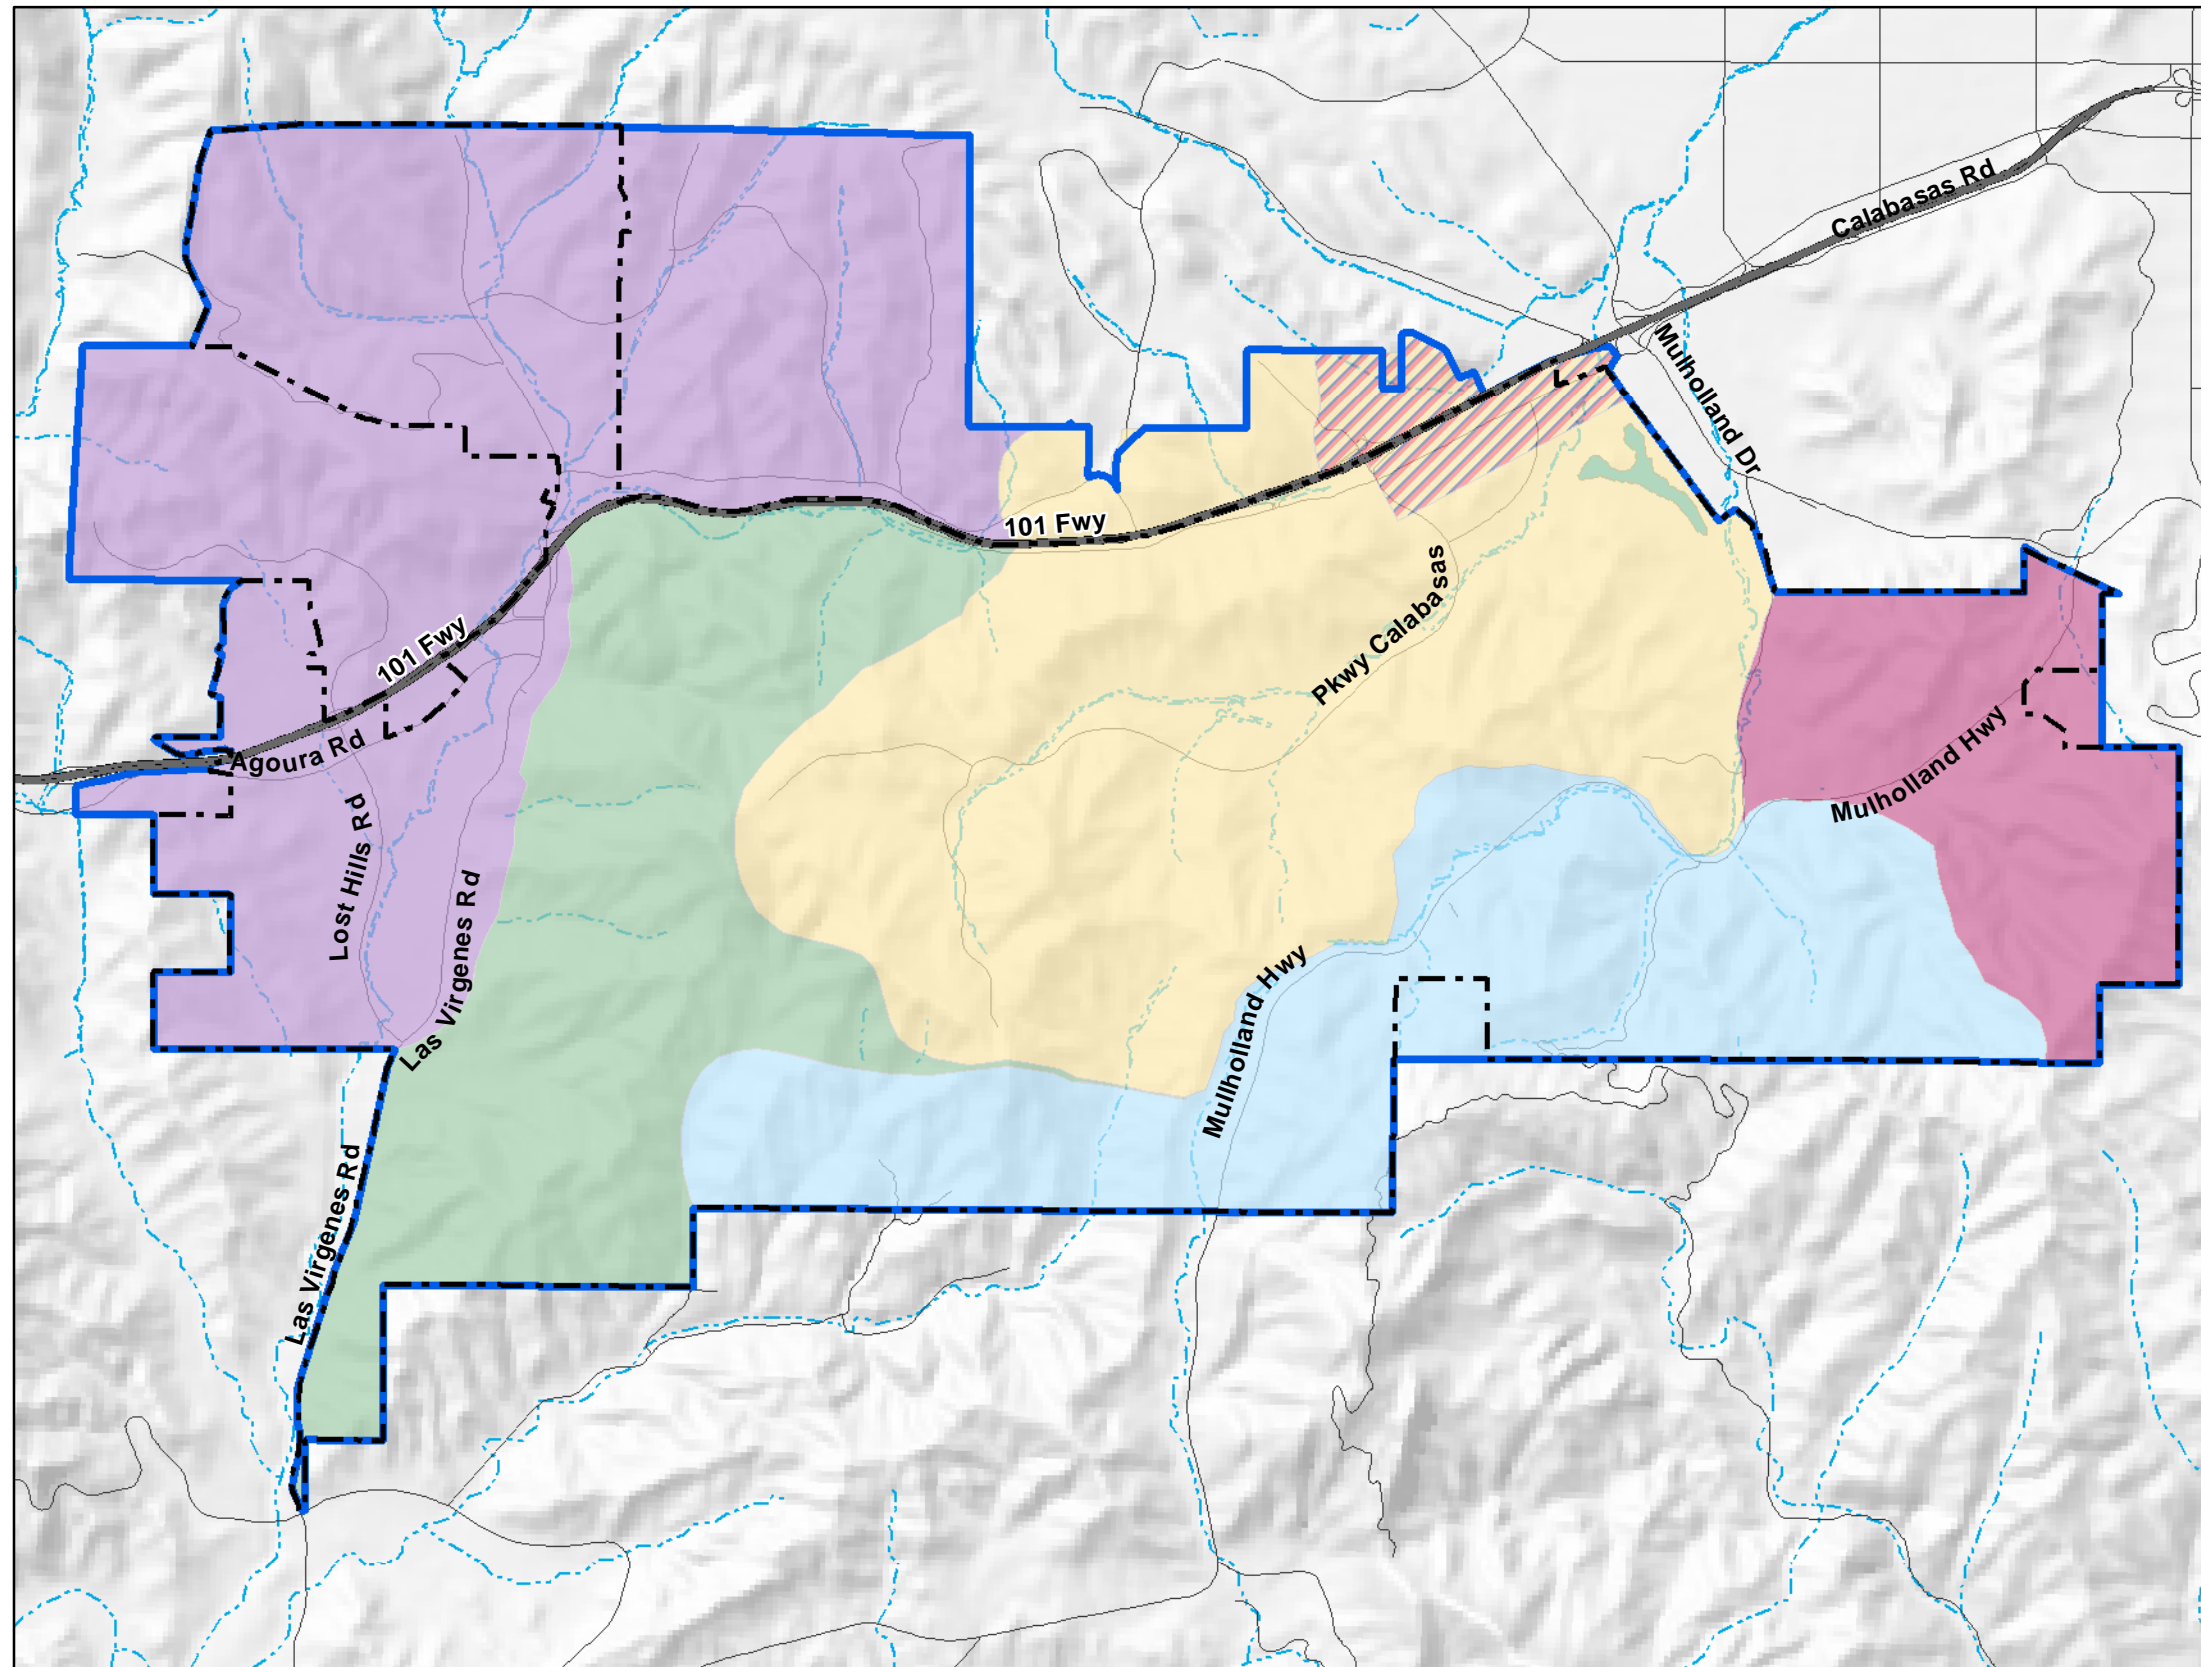 Calabasas Rd
Mulholland Dr
101 Fwy
Pkwy Calabasas
101 Fwy
Agoura Rd
Mulholland Hwy
Lost Hills Rd
Las Virgenes Rd
Mullholland Hwy
Las Virgenes Rd